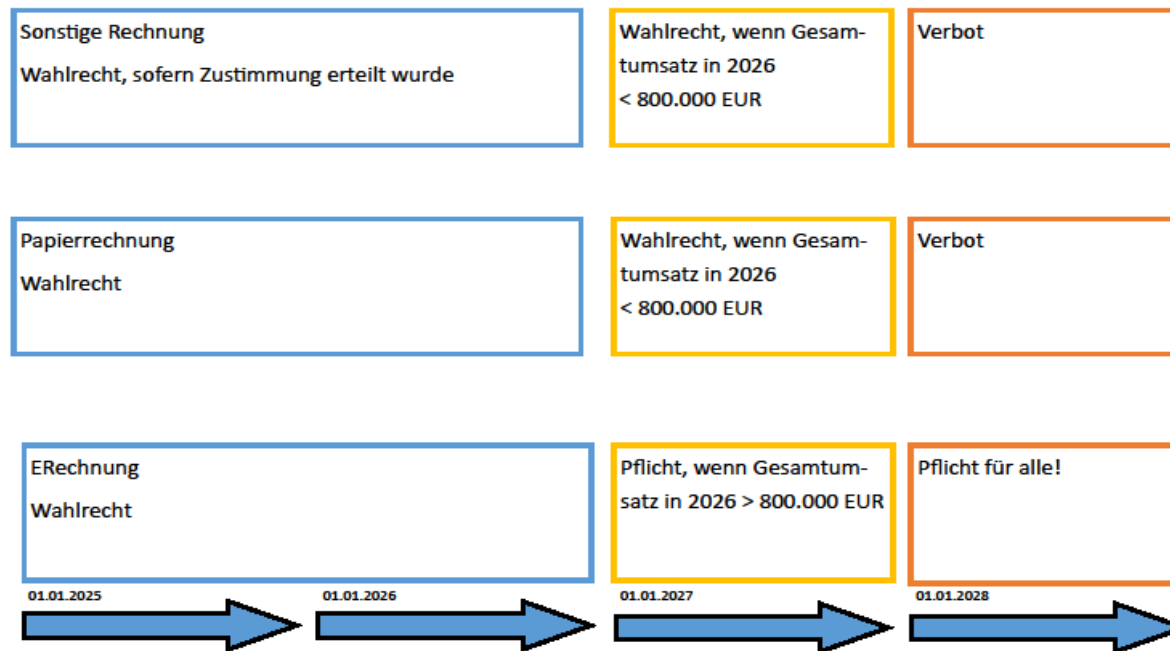 Sonstige Rechnung
Wahlrecht, sofern Zustimmung erteilt wurde
Wahlrecht, wenn Gesam-
tumsatz in 2026
< 800.000 EUR
Verbot
Papierrechnung
Wahlrecht
Wahlrecht, wenn Gesam-
tumsatz in 2026
< 800.000 EUR
Verbot
ERechnung
Wahlrecht
Pflicht, wenn Gesamtum-
satz in 2026 > 800.000 EUR
Pflicht für alle!
01.01.2025
01.01.2026
01.01.2027
01.01.2028